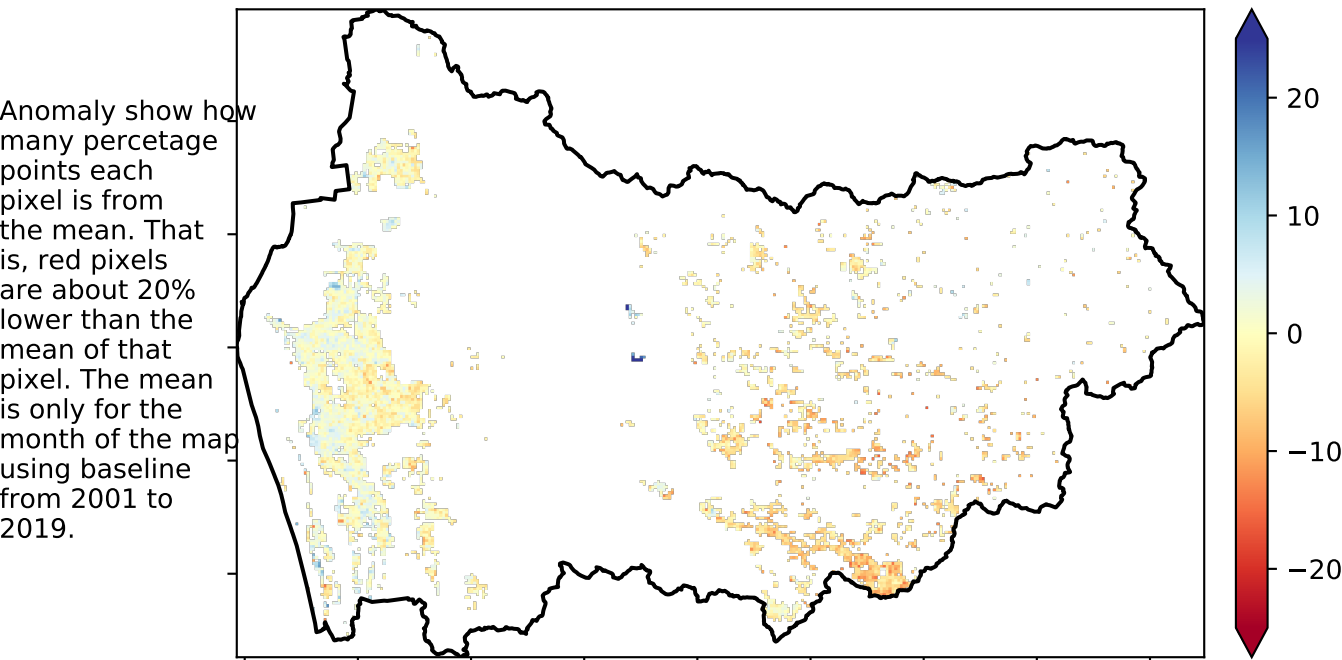 Anomaly show how
many percetage
points each
pixel is from
the mean. That
is, red pixels
are about 20%
lower than the
mean of that
pixel. The mean
is only for the
month of the map
using baseline
from 2001 to
2019.
20
10
0
−10
−20